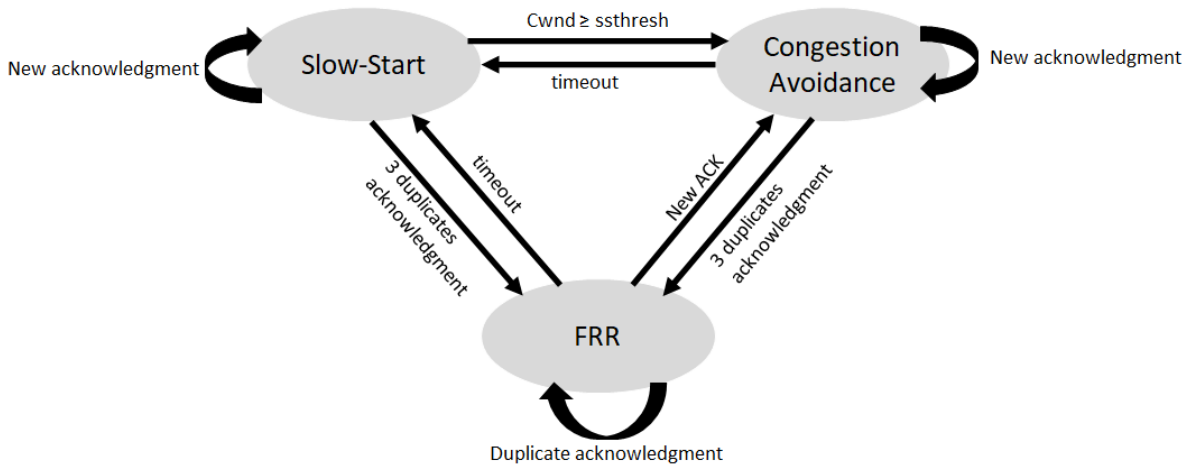 Cwnd ≥ ssthresh
Slow-Start
Congestion
Avoidance
New acknowledgment
New acknowledgment
timeout
3 duplicates
acknowledgment
timeout
New ACK
3 duplicates
acknowledgment
FRR
Duplicate acknowledgment